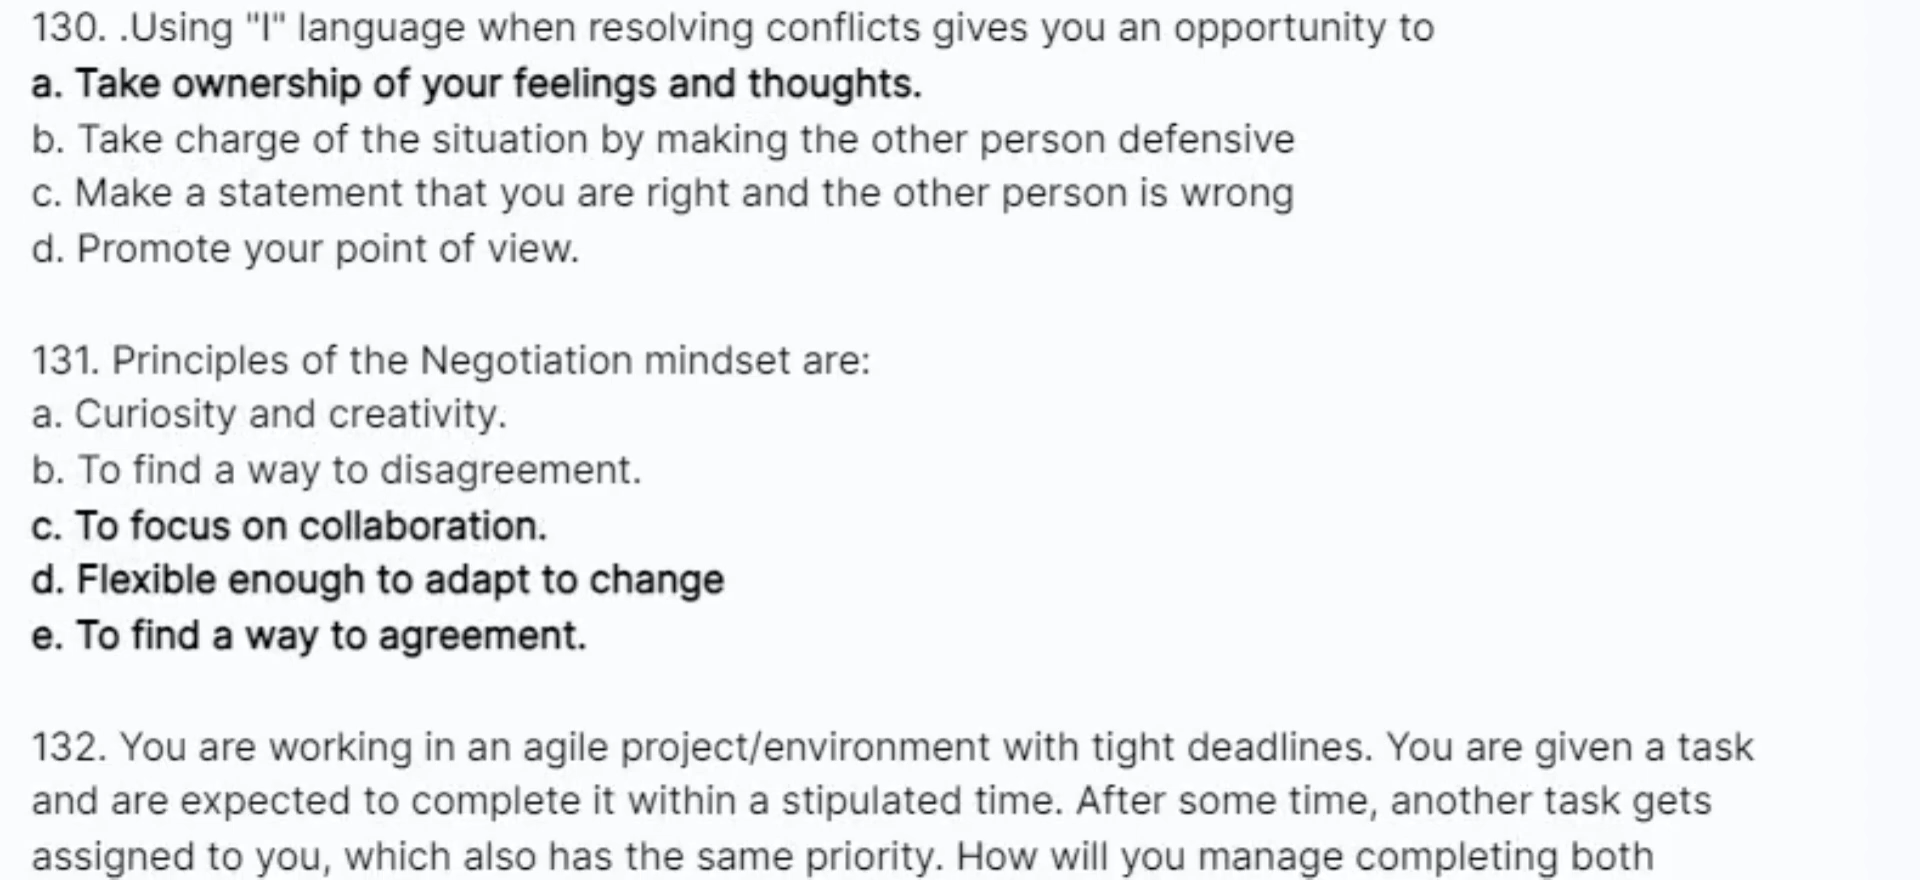 130. .Using "I" language when resolving conflicts gives you an opportunity to
a. Take ownership of your feelings and thoughts.
b. Take charge of the situation by making the other person defensive
c. Make a statement that you are right and the other person is wrong
d. Promote your point of view.
131. Principles of the Negotiation mindset are:
a. Curiosity and creativity.
b. To find a way to disagreement.
c. To focus on collaboration.
d. Flexible enough to adapt to change
e. To find a way to agreement.
132. You are working in an agile project/environment with tight deadlines. You are given a task
and are expected to complete it within a stipulated time. After some time, another task gets
assigned to you, which also has the same priority. How will you manage completing both